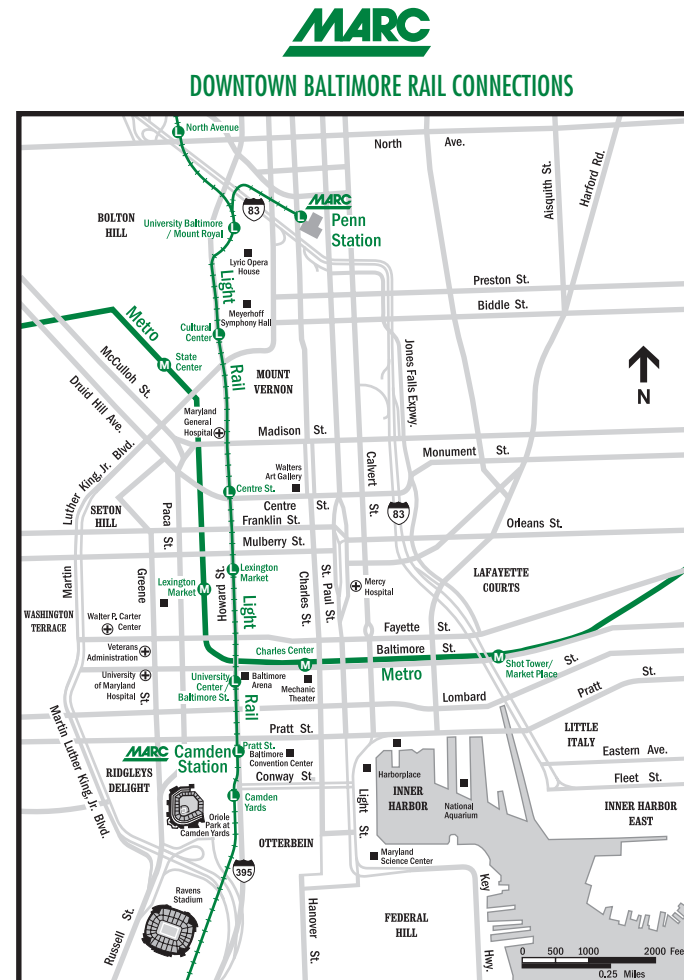 MARC
DOWNTOWN BALTIMORE RAIL CONNECTIONS
North Avenue
North Ave.
Aisquith St.
Harford Rd.
BOLTON
HILL
83
MARC
Penn
Station
University Baltimore
/ Mount Royal
Lyric Opera
House
Light
Rail
Preston St.
Biddle St.
Meyerhoff
Symphony Hall
Metro
Cultural
Center
State
Center
McCulloh St.
Druid Hill Ave.
Jones Falls Expwy.
N
MOUNT
VERNON
Maryland
General
Hospital
Madison St.
Monument St.
Calvert St.
Walters
Art Gallery
Martin Luther King, Jr. Blvd.
Centre St.
Centre St.
83
SETON
HILL
Paca St.
Franklin St.
Orleans St.
Mulberry St.
Lexington
Market
Lexington
Market
Howard St.
Greene St.
Charles St.
St. Paul St.
Mercy
Hospital
LAFAYETTE
COURTS
WASHINGTON
TERRACE
Walter P. Carter
Center
Light
Rail
Fayette St.
Baltimore St.
Charles Center
Veterans
Administration
Metro
Shot Tower/
Market Place
University
of Maryland
Hospital
University
Center/
Baltimore St.
Baltimore
Arena
Mechanic
Theater
Lombard St.
Pratt St.
Pratt St.
LITTLE
ITALY
MARC
Camden
Station
Pratt St.
Baltimore
Convention Center
Harborplace
Eastern Ave.
Conway St.
Fleet St.
RIDGLEYS
DELIGHT
Martin Luther King, Jr. Blvd.
Camden
Yards
Light St.
INNER
HARBOR
National
Aquarium
INNER HARBOR
EAST
Oriole
Park at
Camden Yards
OTTERBEIN
Maryland
Science Center
395
Key Hwy.
Ravens
Stadium
Russell St.
Hanover St.
FEDERAL
HILL
0 500 1000 2000 Fee
0.25 Miles